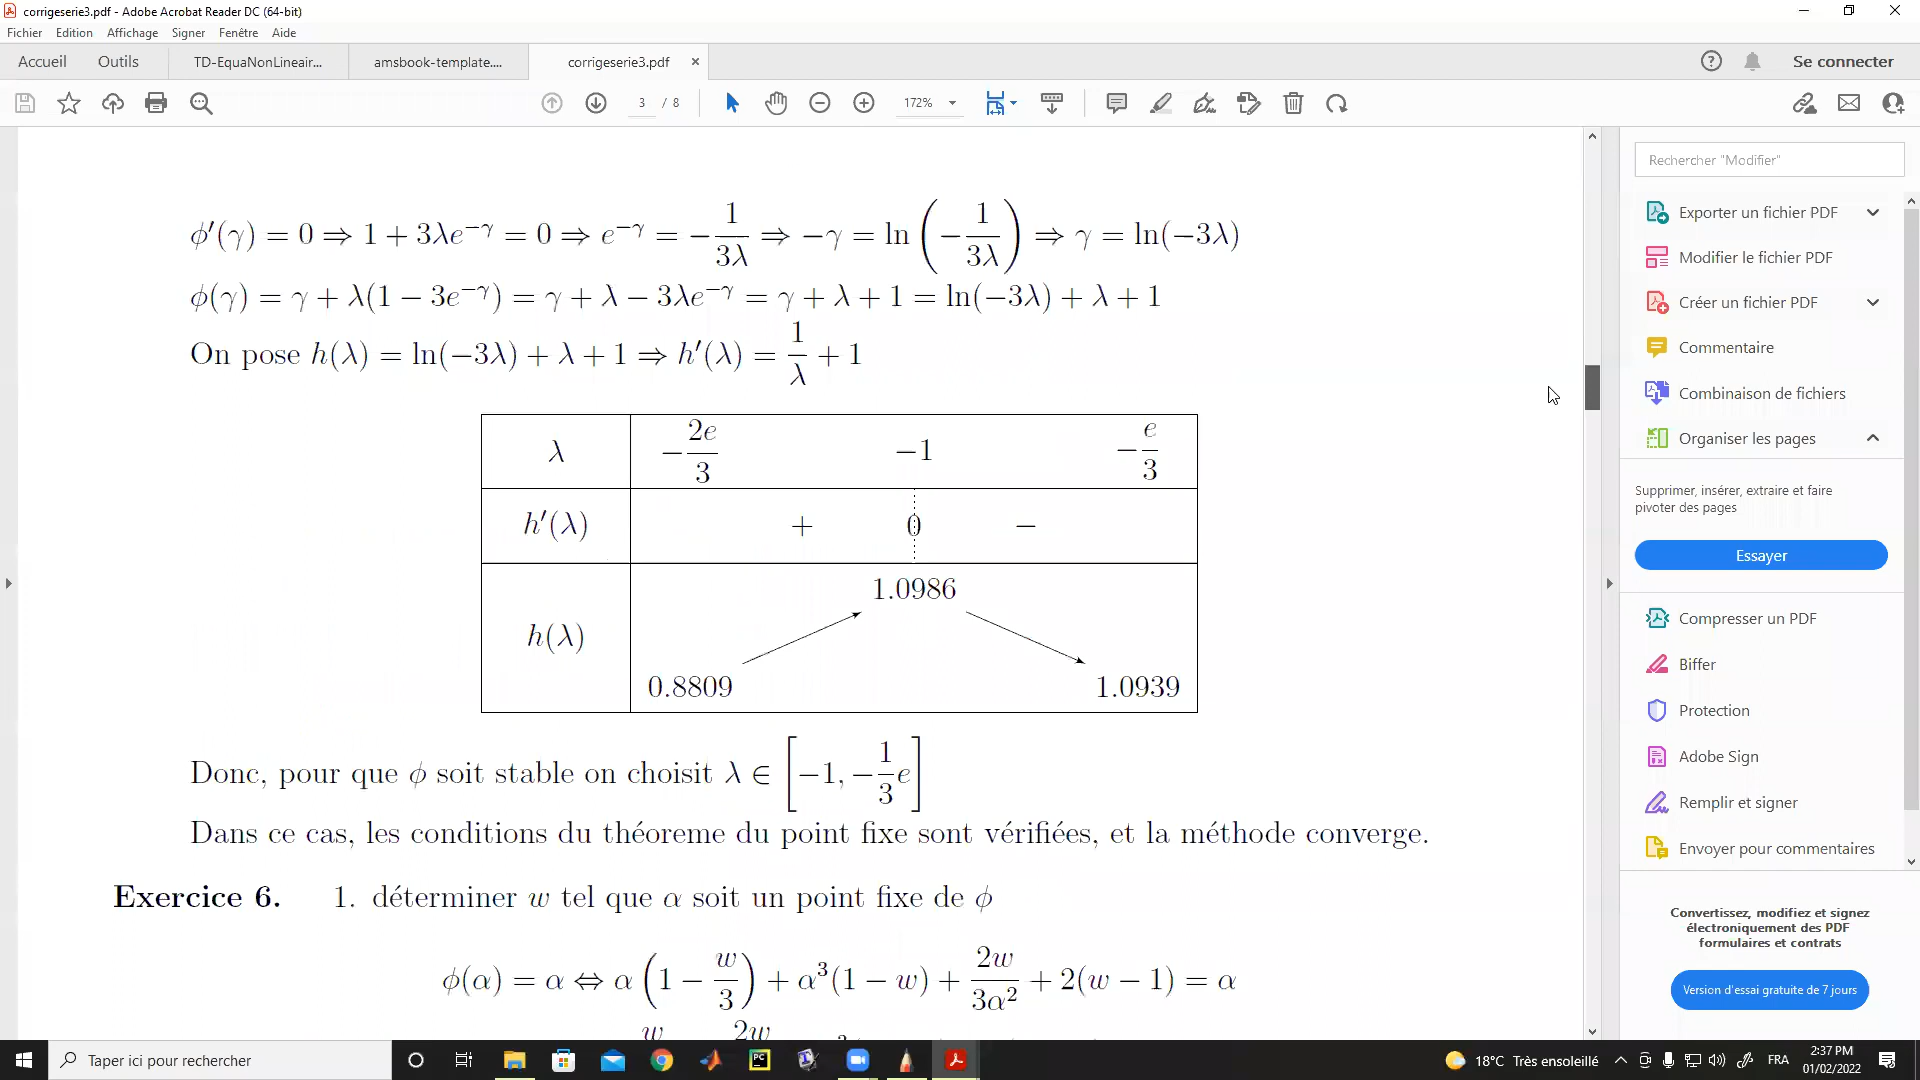 corrigeserie3.pdf - Adobe Acrobat Reader DC (64-bit)
Fichier Edition Affichage Signer Fenêtre Aide
Accueil Outils TD-EquaNonLineair... amsbook-template.... corrigeserie3.pdf × Se connecter
3 / 8 172%
ϕ′(γ) = 0 ⇒ 1 + 3λe^{−γ} = 0 ⇒ e^{−γ} = −1/(3λ) ⇒ −γ = ln(−1/(3λ)) ⇒ γ = ln(−3λ)
ϕ(γ) = γ + λ(1 − 3e^{−γ}) = γ + λ − 3λe^{−γ} = γ + λ + 1 = ln(−3λ) + λ + 1
On pose h(λ) = ln(−3λ) + λ + 1 ⇒ h′(λ) = 1/λ + 1
λ −2e/3 −1 −e/3
h′(λ) + 0 −
1.0986
h(λ)
0.8809 1.0939
Donc, pour que ϕ soit stable on choisit λ ∈ [−1, −1/3 e]
Dans ce cas, les conditions du théoreme du point fixe sont vérifiées, et la méthode converge.
Exercice 6. 1. déterminer w tel que α soit un point fixe de ϕ
ϕ(α) = α ⇔ α(1 − w/3) + α³(1 − w) + 2w/(3α²) + 2(w − 1) = α
w 2w
Rechercher "Modifier"
Exporter un fichier PDF
Modifier le fichier PDF
Créer un fichier PDF
Commentaire
Combinaison de fichiers
Organiser les pages
Supprimer, insérer, extraire et faire
pivoter des pages
Essayer
Compresser un PDF
Biffer
Protection
Adobe Sign
Remplir et signer
Envoyer pour commentaires
Convertissez, modifiez et signez
électroniquement des PDF
formulaires et contrats
Version d'essai gratuite de 7 jours
Taper ici pour rechercher
18°C Très ensoleillé FRA 2:37 PM
01/02/2022